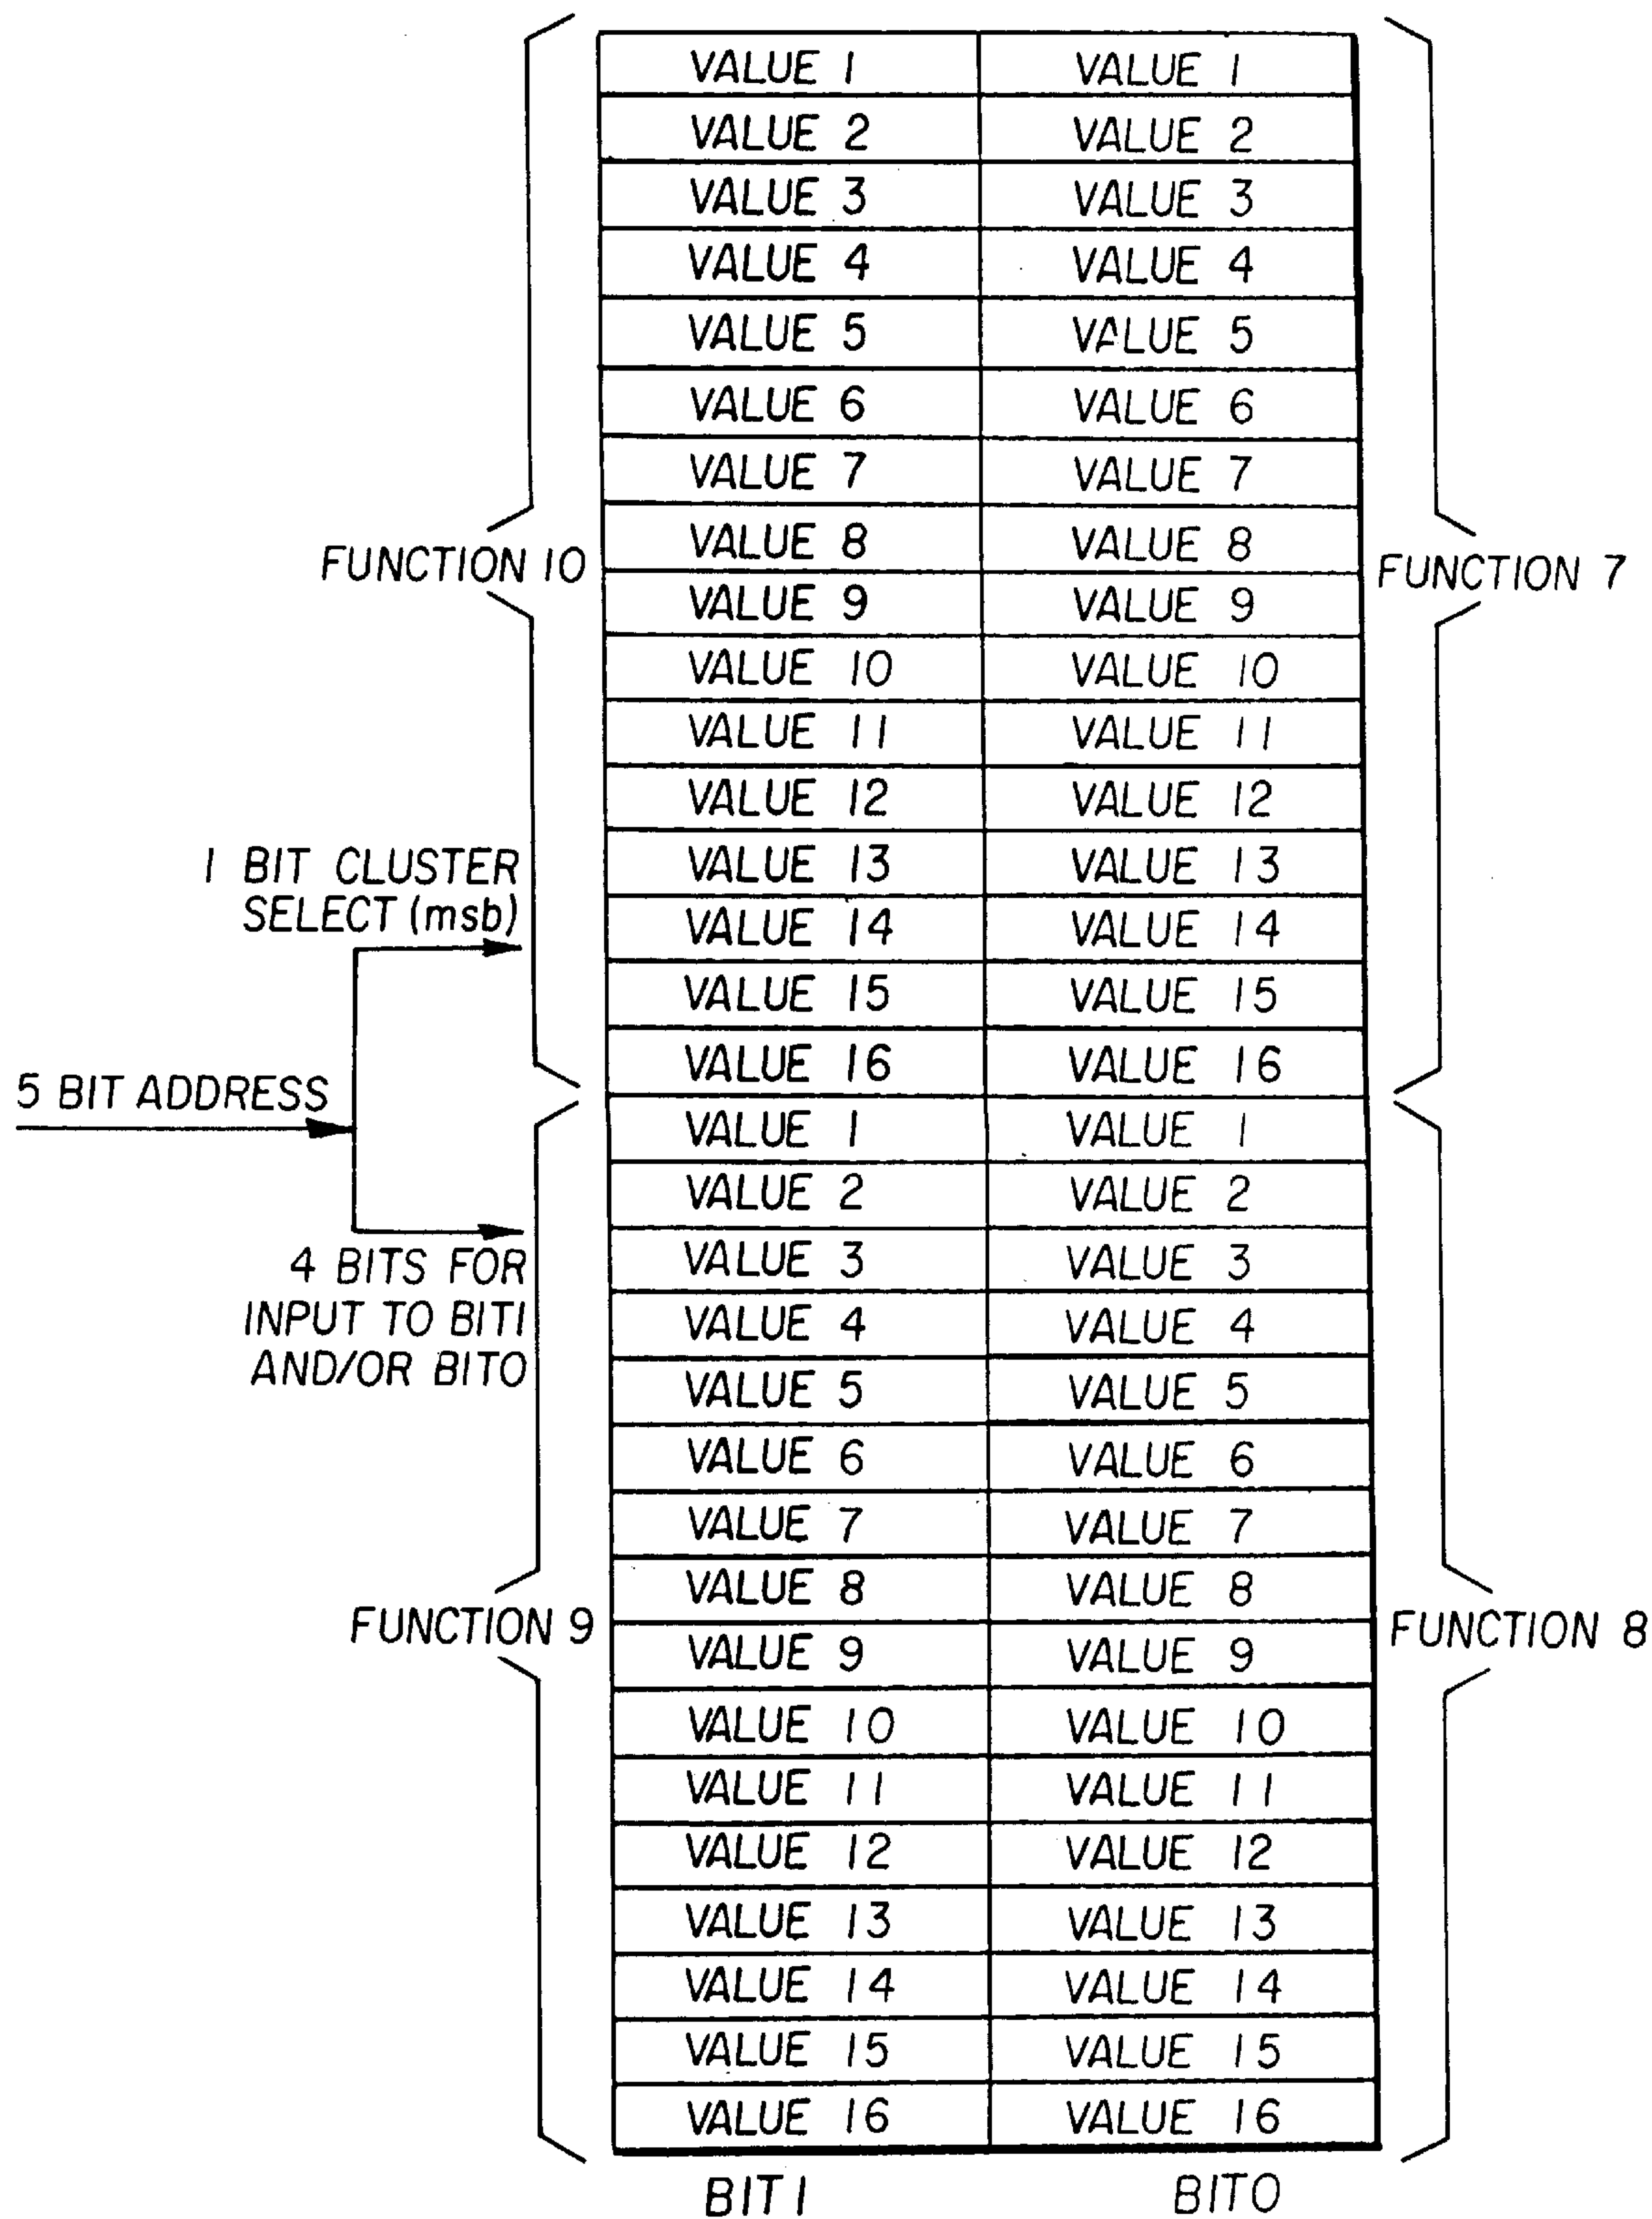 VALUE 1 VALUE 1
VALUE 2 VALUE 2
VALUE 3 VALUE 3
VALUE 4 VALUE 4
VALUE 5 VALUE 5
VALUE 6 VALUE 6
VALUE 7 VALUE 7
FUNCTION 10 VALUE 8 VALUE 8 FUNCTION 7
VALUE 9 VALUE 9
VALUE 10 VALUE 10
VALUE 11 VALUE 11
VALUE 12 VALUE 12
1 BIT CLUSTER VALUE 13 VALUE 13
SELECT (msb) VALUE 14 VALUE 14
VALUE 15 VALUE 15
VALUE 16 VALUE 16
5 BIT ADDRESS
VALUE 1 VALUE 1
VALUE 2 VALUE 2
4 BITS FOR VALUE 3 VALUE 3
INPUT TO BIT1 VALUE 4 VALUE 4
AND/OR BIT0 VALUE 5 VALUE 5
VALUE 6 VALUE 6
VALUE 7 VALUE 7
VALUE 8 VALUE 8
FUNCTION 9 VALUE 9 VALUE 9 FUNCTION 8
VALUE 10 VALUE 10
VALUE 11 VALUE 11
VALUE 12 VALUE 12
VALUE 13 VALUE 13
VALUE 14 VALUE 14
VALUE 15 VALUE 15
VALUE 16 VALUE 16
BIT1 BIT0